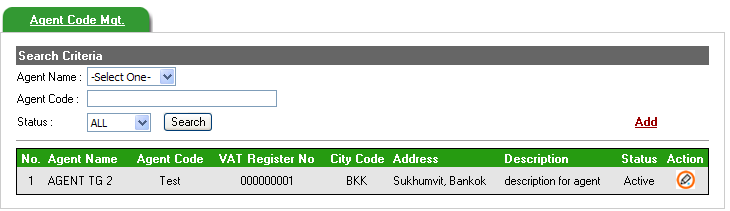 Agent Code Mgt.
Search Criteria
Agent Name : -Select One-
Agent Code :
Status : ALL Search Add
No. Agent Name Agent Code VAT Register No City Code Address Description Status Action
1 AGENT TG 2 Test 000000001 BKK Sukhumvit, Bankok description for agent Active